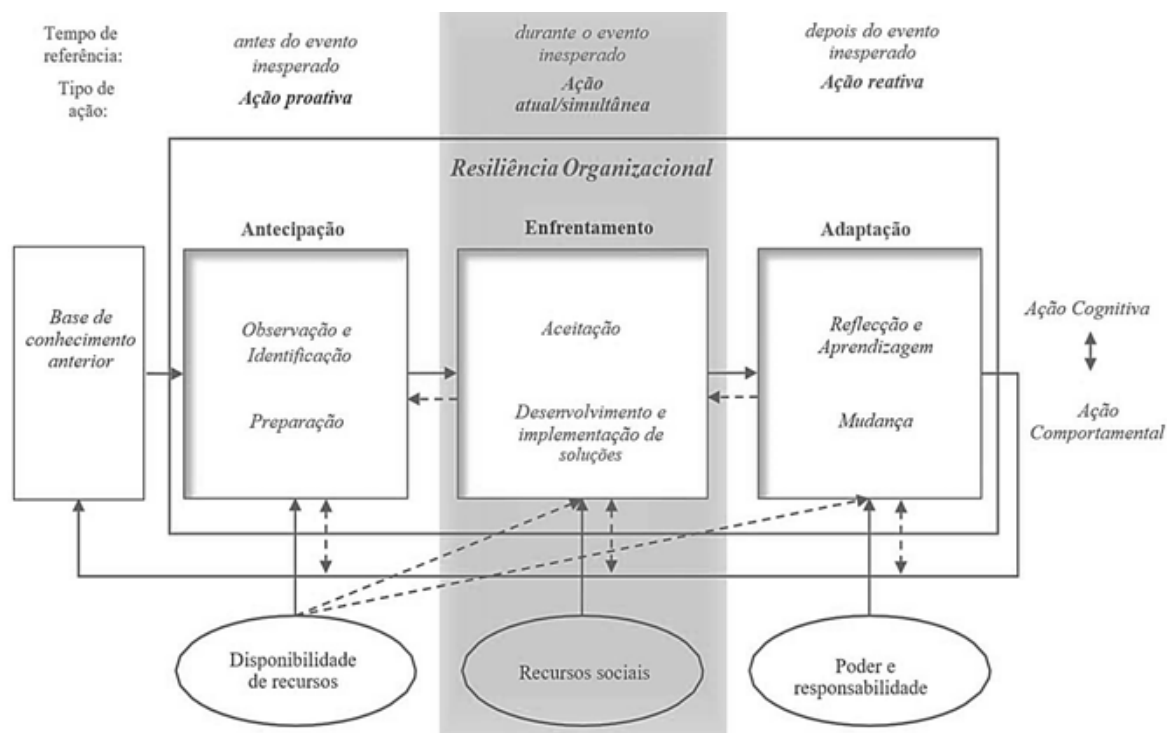 Tempo de
referência:
antes do evento
inesperado
durante o evento
inesperado
depois do evento
inesperado
Tipo de
ação:
Ação proativa
Ação
atual/simultânea
Ação reativa
Resiliência Organizacional
Antecipação
Enfrentamento
Adaptação
Base de
conhecimento
anterior
Observação e
Identificação
Preparação
Aceitação
Desenvolvimento e
implementação de
soluções
Reflecção e
Aprendizagem
Mudança
Ação Cognitiva
Ação
Comportamental
Disponibilidade
de recursos
Recursos sociais
Poder e
responsabilidade